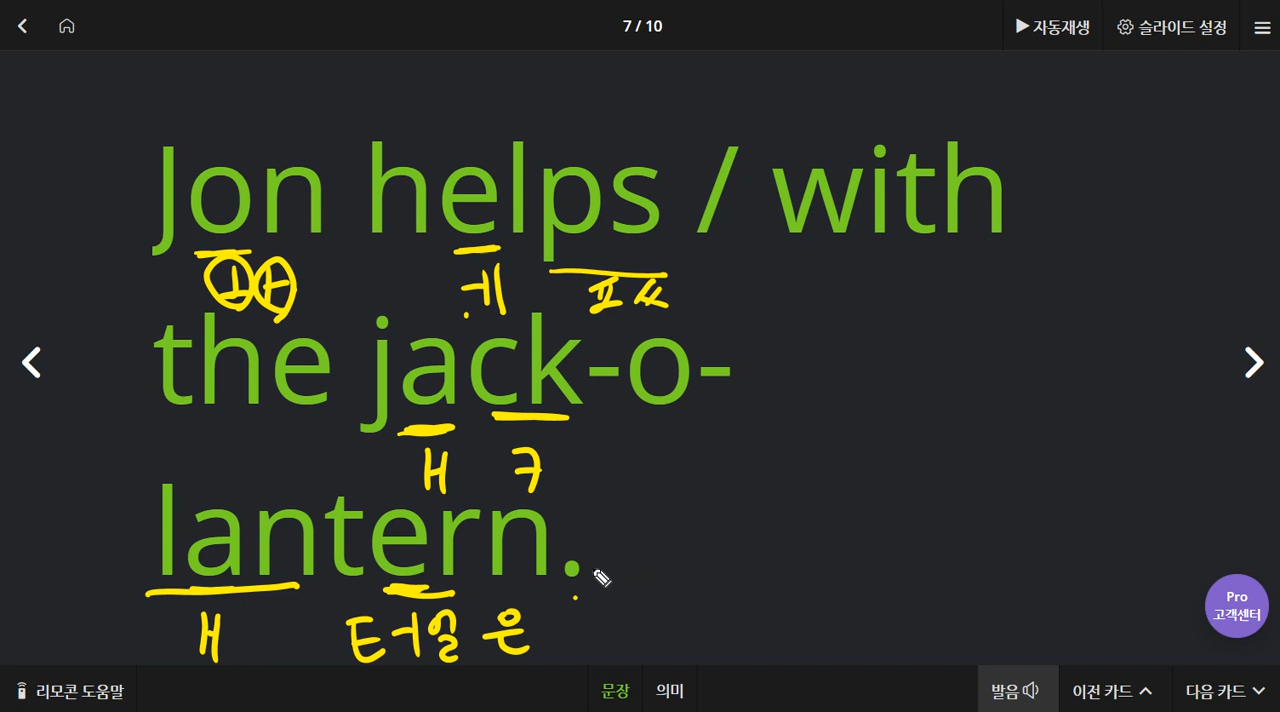 7 / 10
자동재생
슬라이드 설정
Jon helps / with
ㅔ 프 쓰
the jack-o-
ㅐ ㅋ
lantern.
ㅐ 터얼 은
Pro
고객센터
리모콘 도움말
문장
의미
발음
이전 카드
다음 카드